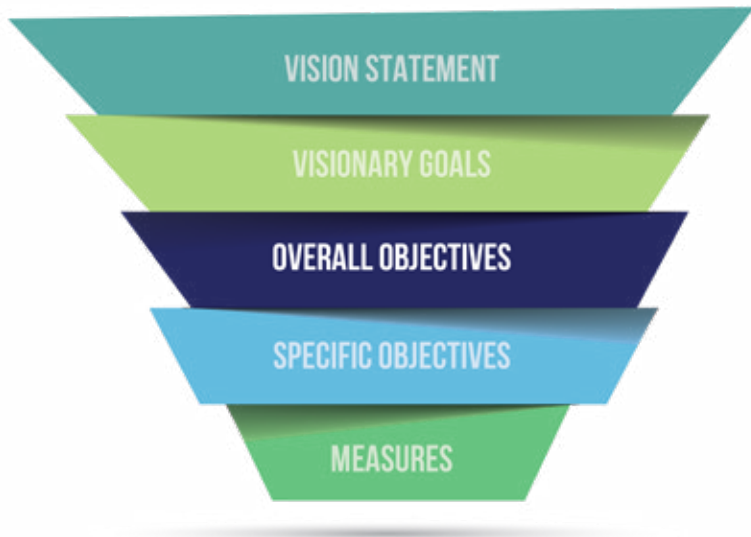 VISION STATEMENT
VISIONARY GOALS
OVERALL OBJECTIVES
SPECIFIC OBJECTIVES
MEASURES